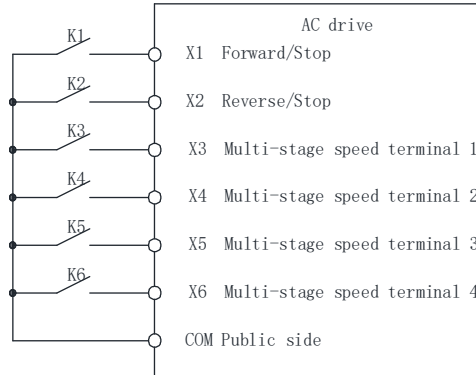 AC drive
K1 X1 Forward/Stop
K2 X2 Reverse/Stop
K3 X3 Multi-stage speed terminal 1
K4 X4 Multi-stage speed terminal 2
K5 X5 Multi-stage speed terminal 3
K6 X6 Multi-stage speed terminal 4
COM Public side